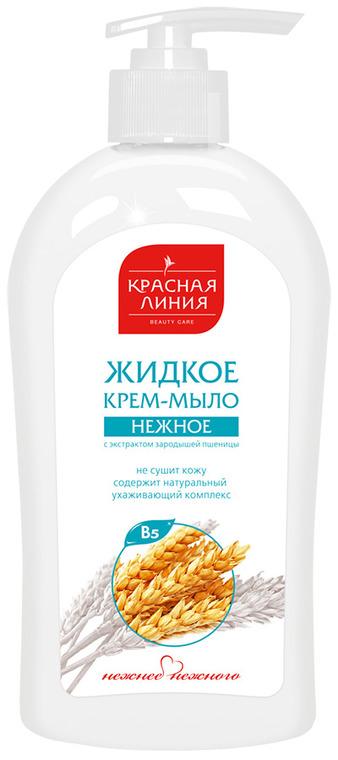 КРАСНАЯ
ЛИНИЯ
BEAUTY CARE
ЖИДКОЕ
КРЕМ-МЫЛО
НЕЖНОЕ
с экстрактом зародышей пшеницы
не сушит кожу
содержит натуральный
ухаживающий комплекс
B5
нежнее нежного